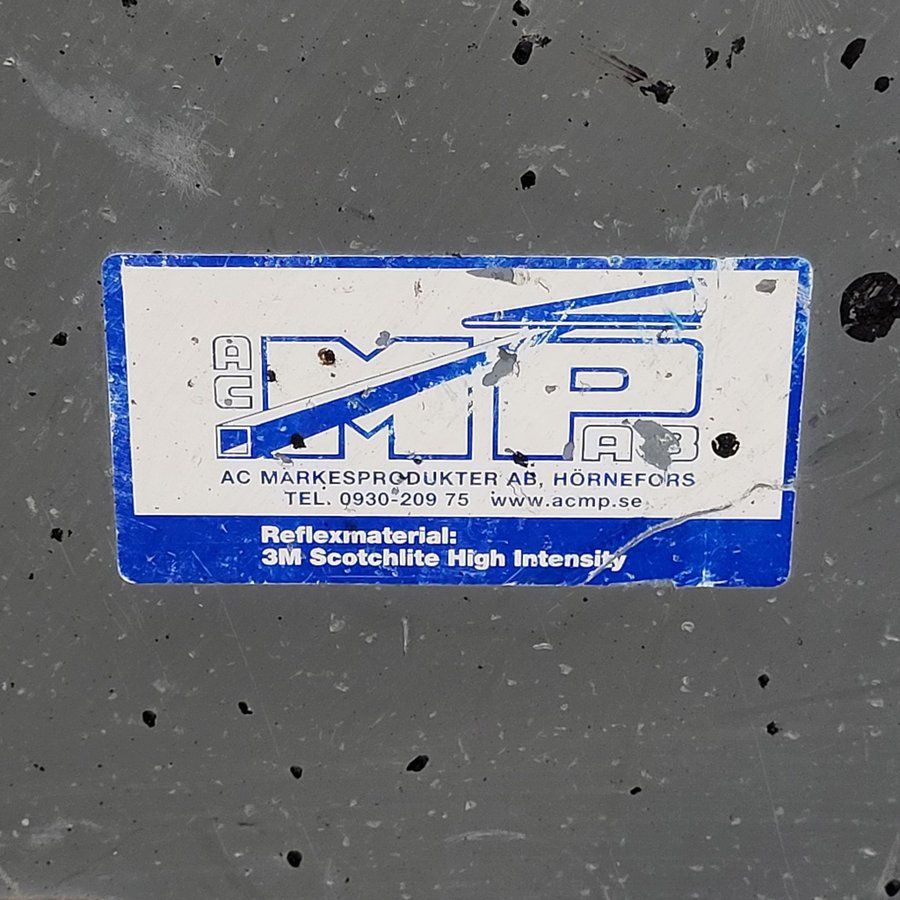 AC
MP
AB
AC MARKESPRODUKTER AB, HÖRNEFORS
TEL. 0930-209 75 www.acmp.se
Reflexmaterial:
3M Scotchlite High Intensity